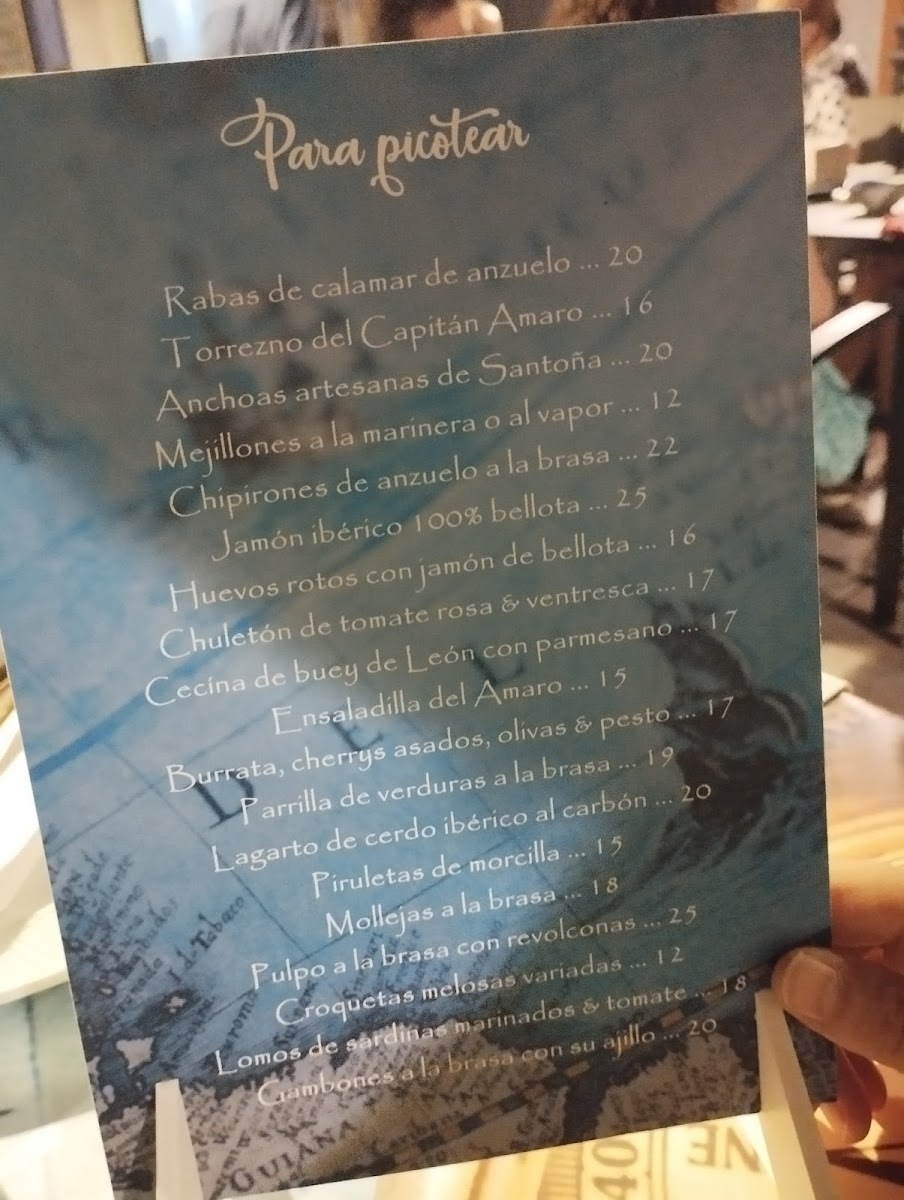 Para picotear
Rabas de calamar de anzuelo ... 20
Torrezno del Capitán Amaro ... 16
Anchoas artesanas de Santoña ... 20
Mejillones a la marinera o al vapor ... 12
Chipirones de anzuelo a la brasa ... 22
Jamón ibérico 100% bellota ... 25
Huevos rotos con jamón de bellota ... 16
Chuletón de tomate rosa & ventresca ... 17
Cecina de buey de León con parmesano ... 17
Ensaladilla del Amaro ... 15
Burrata, cherrys asados, olivas & pesto ... 17
Parrilla de verduras a la brasa ... 19
Lagarto de cerdo ibérico al carbón ... 20
Piruletas de morcilla ... 15
Mollejas a la brasa ... 18
Pulpo a la brasa con revolconas ... 25
Croquetas melosas variadas ... 12
Lomos de sardinas marinados & tomate ... 18
Gambones a la brasa con su ajillo ... 20
D E L
I de Tabaco
GUIANA
40
NE